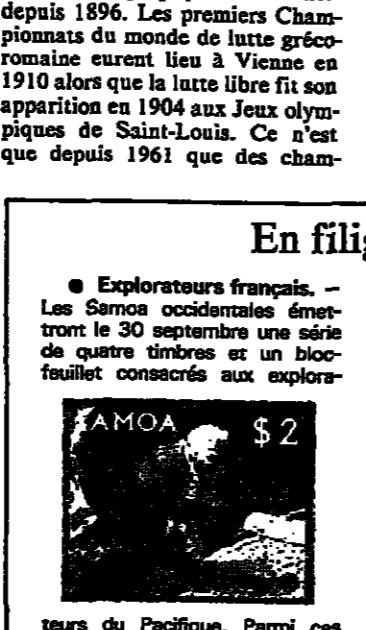 depuis 1896. Les premiers Cham-
pionnats du monde de lutte gréco-
romaine eurent lieu à Vienne en
1910 alors que la lutte libre fit son
apparition en 1904 aux Jeux olym-
piques de Saint-Louis. Ce n'est
que depuis 1961 que des cham-
En filig
● Explorateurs français. –
Les Samoa occidentales émet-
tront le 30 septembre une série
de quatre timbres et un bloc-
feuillet consacrés aux explora-
SAMOA $2
teurs du Pacifique. Parmi ces